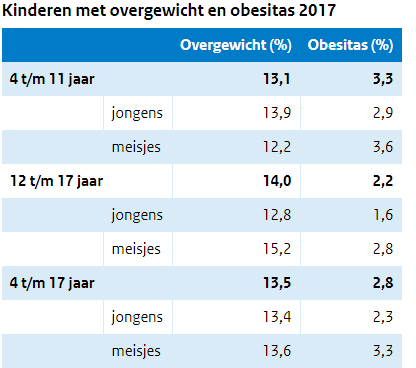 Kinderen met overgewicht en obesitas 2017
Overgewicht (%) Obesitas (%)
4 t/m 11 jaar 13,1 3,3
jongens 13,9 2,9
meisjes 12,2 3,6
12 t/m 17 jaar 14,0 2,2
jongens 12,8 1,6
meisjes 15,2 2,8
4 t/m 17 jaar 13,5 2,8
jongens 13,4 2,3
meisjes 13,6 3,3